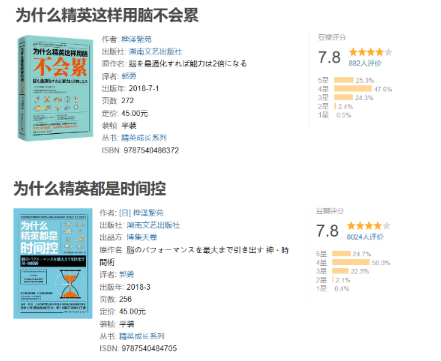 为什么精英这样用脑不会累
为什么精英这样用脑
不会累
作者: 桦泽紫苑
出版社: 湖南文艺出版社
原作名: 脳を最適化すれば能力は2倍になる
译者: 郭勇
出版年: 2018-7-1
页数: 272
定价: 45.00元
装帧: 平装
丛书: 精英成长系列
ISBN: 9787540486372
豆瓣评分
7.8
882人评价
5星 25.3%
4星 47.6%
3星 24.3%
2星 2.4%
1星 0.5%
为什么精英都是时间控
为什么
精英都是
时间控
作者: [日] 桦泽紫苑
出版社: 湖南文艺出版社
出品方: 博集天卷
原作名: 脳のパフォーマンスを最大まで引き出す 神・時
間術
译者: 郭勇
出版年: 2018-3
页数: 256
定价: 45.00元
装帧: 平装
丛书: 精英成长系列
ISBN: 9787540484705
豆瓣评分
7.8
8024人评价
5星 24.7%
4星 50.3%
3星 22.5%
2星 2.1%
1星 0.4%